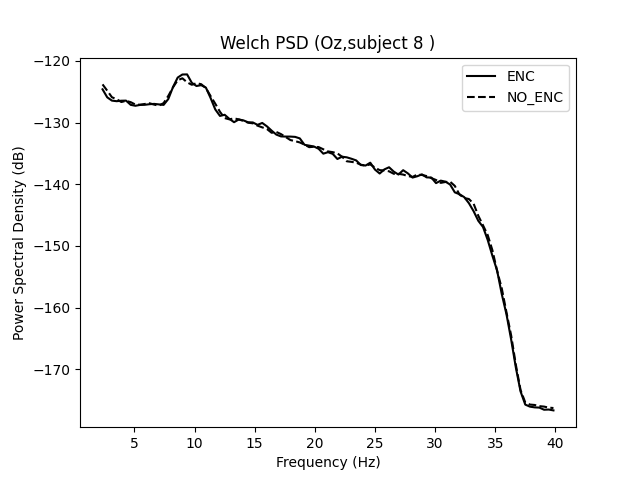 Welch PSD (Oz,subject 8 )
ENC
NO_ENC
Power Spectral Density (dB)
−120
−130
−140
−150
−160
−170
5 10 15 20 25 30 35 40
Frequency (Hz)